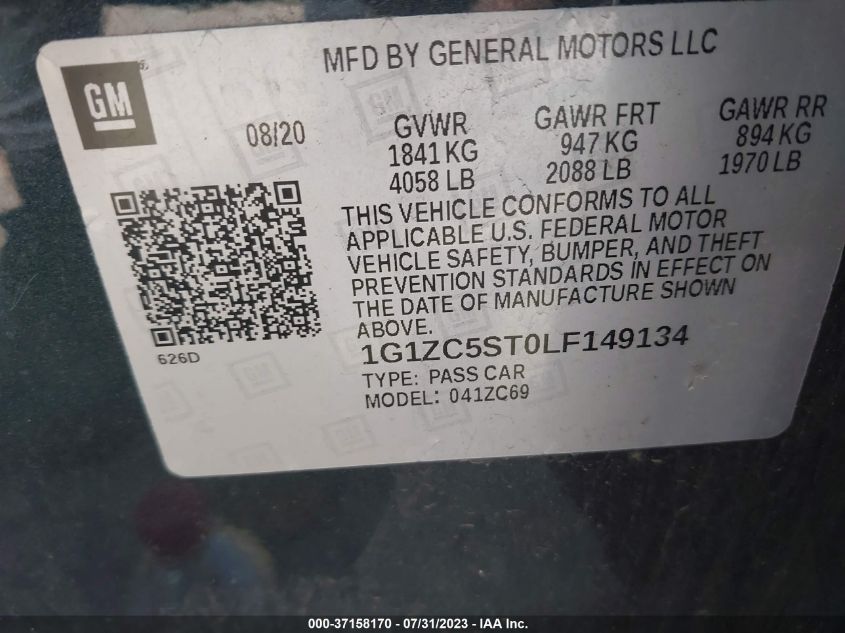 MFD BY GENERAL MOTORS LLC
GM
®
08/20
GVWR
1841 KG
4058 LB
GAWR FRT
947 KG
2088 LB
GAWR RR
894 KG
1970 LB
THIS VEHICLE CONFORMS TO ALL
APPLICABLE U.S. FEDERAL MOTOR
VEHICLE SAFETY, BUMPER, AND THEFT
PREVENTION STANDARDS IN EFFECT ON
THE DATE OF MANUFACTURE SHOWN
ABOVE.
626D
1G1ZC5ST0LF149134
TYPE: PASS CAR
MODEL: 041ZC69
000-37158170 - 07/31/2023 - IAA Inc.